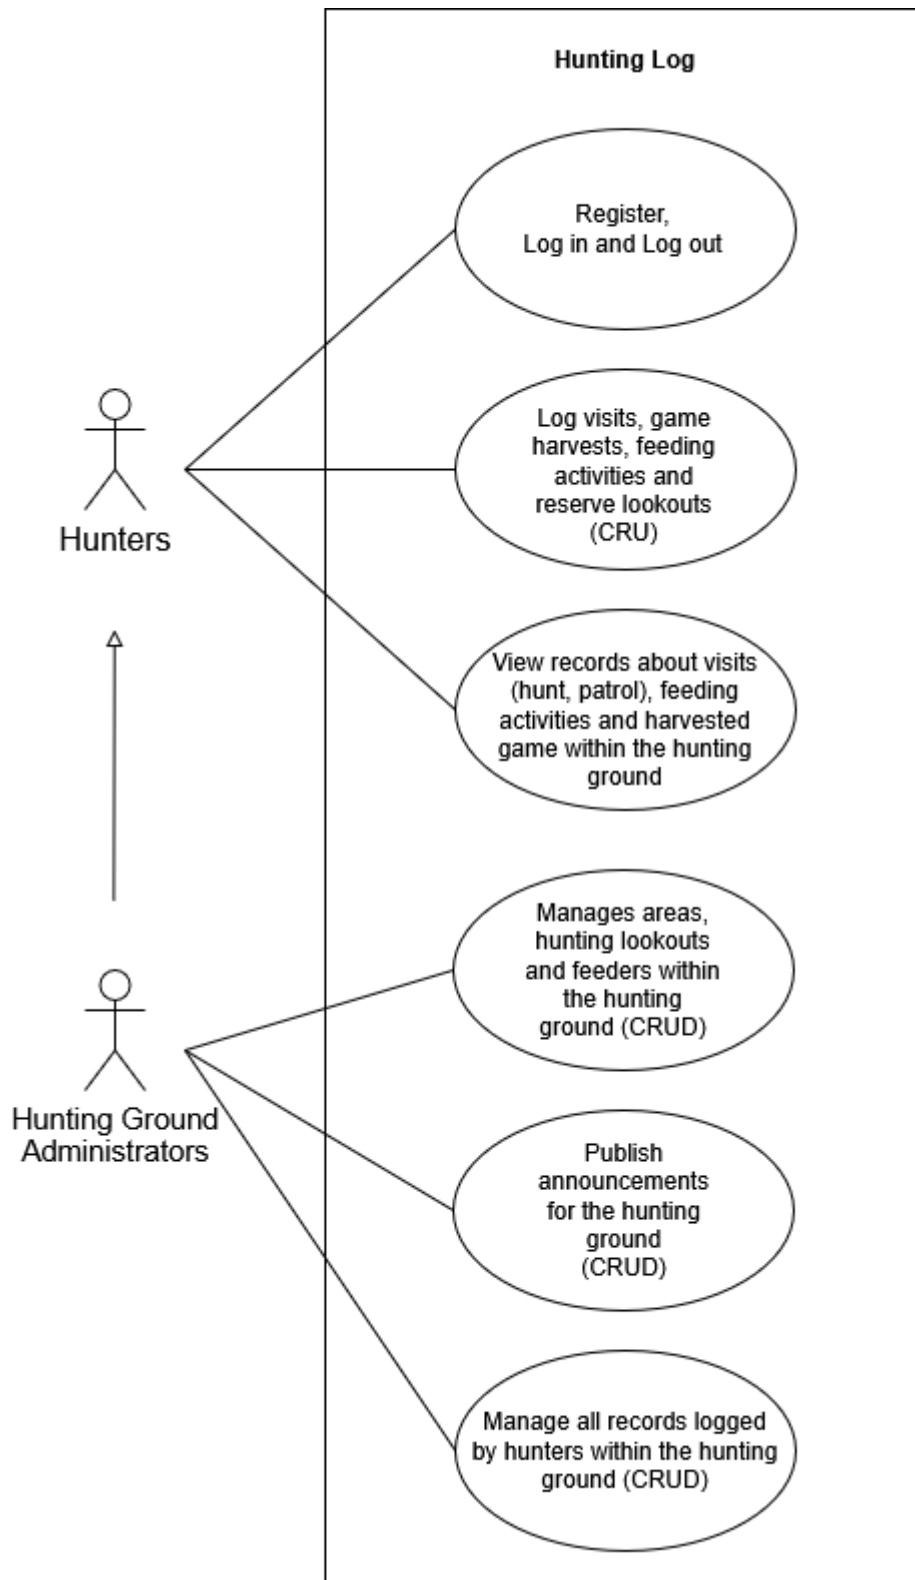 Hunting Log
Register,
Log in and Log out
Log visits, game
harvests, feeding
activities and
reserve lookouts
(CRU)
Hunters
View records about visits
(hunt, patrol), feeding
activities and harvested
game within the hunting
ground
Manages areas,
hunting lookouts
and feeders within
the hunting
ground (CRUD)
Hunting Ground
Administrators
Publish
announcements
for the hunting
ground
(CRUD)
Manage all records logged
by hunters within the hunting
ground (CRUD)